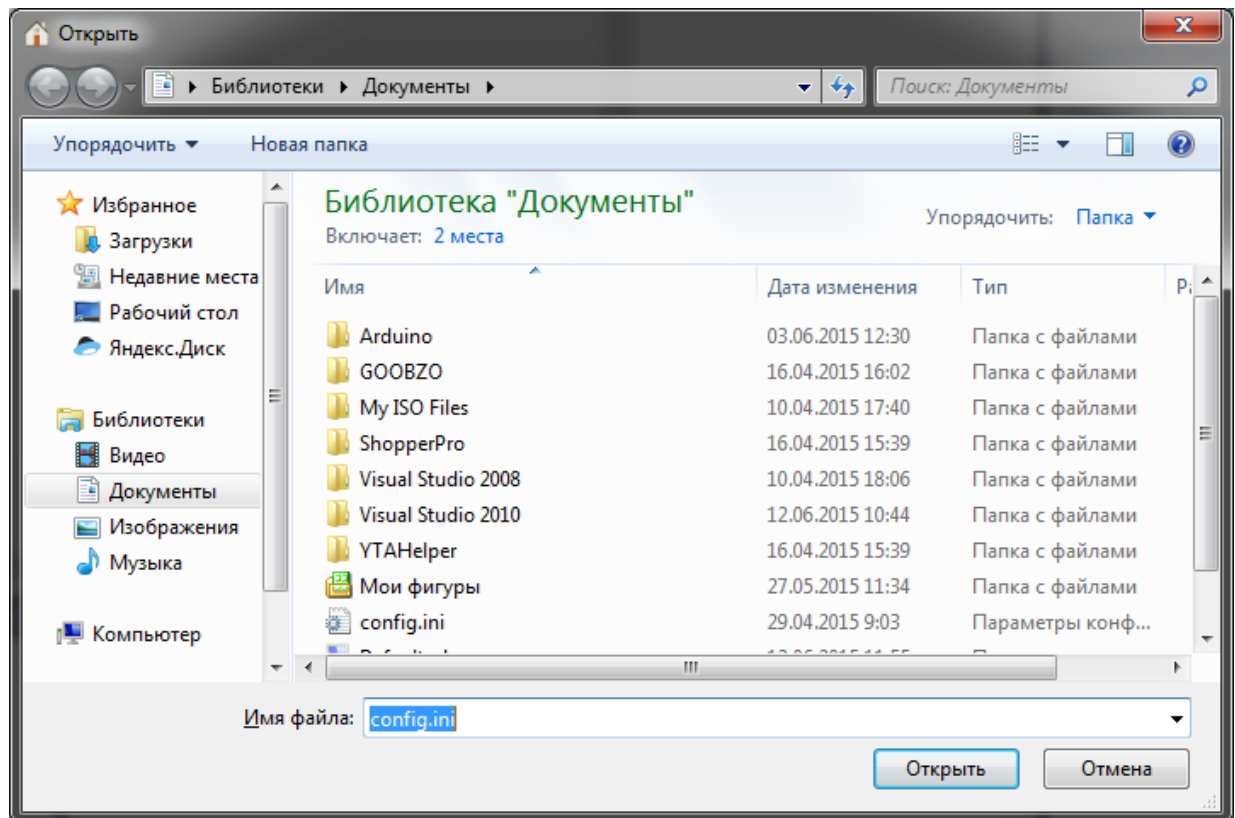 Открыть
Библиотеки Документы
Поиск: Документы
Упорядочить Новая папка
Избранное
Загрузки
Недавние места
Рабочий стол
Яндекс.Диск
Библиотеки
Видео
Документы
Изображения
Музыка
Компьютер
Библиотека "Документы"
Включает: 2 места
Упорядочить: Папка
Имя Дата изменения Тип
Arduino 03.06.2015 12:30 Папка с файлами
GOOBZO 16.04.2015 16:02 Папка с файлами
My ISO Files 10.04.2015 17:40 Папка с файлами
ShopperPro 16.04.2015 15:39 Папка с файлами
Visual Studio 2008 10.04.2015 18:06 Папка с файлами
Visual Studio 2010 12.06.2015 10:44 Папка с файлами
YTAHelper 16.04.2015 15:39 Папка с файлами
Мои фигуры 27.05.2015 11:34 Папка с файлами
config.ini 29.04.2015 9:03 Параметры конф...
Имя файла: config.ini
Открыть Отмена